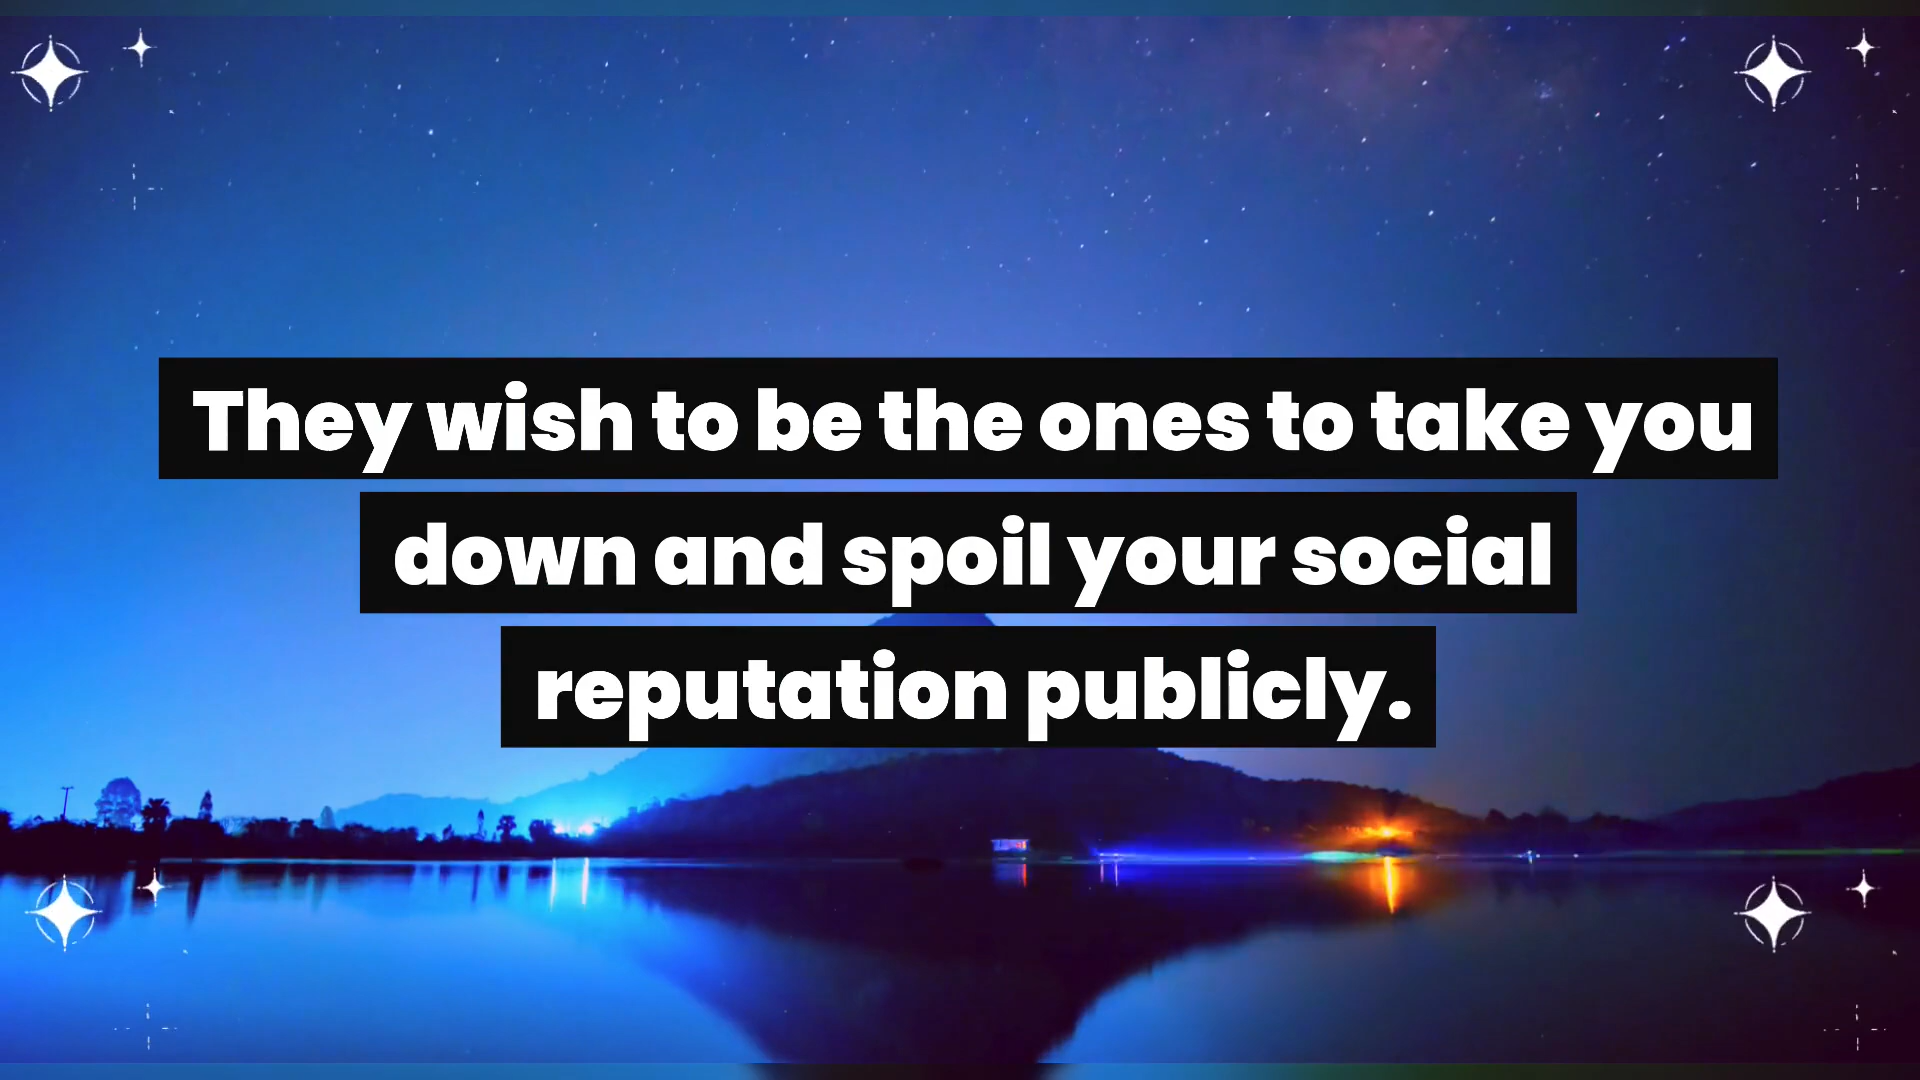 They wish to be the ones to take you
down and spoil your social
reputation publicly.